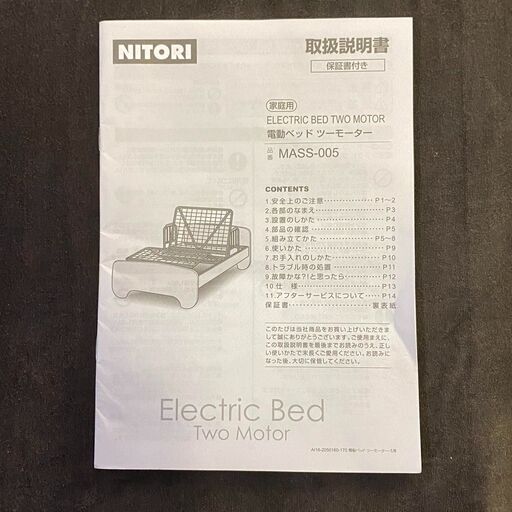 NITORI
取扱説明書
保証書付き
家庭用
ELECTRIC BED TWO MOTOR
電動ベッド ツーモーター
品番 MASS-005
CONTENTS
1.安全上のご注意……………P1〜2
2.各部のなまえ………………P3
3.設置のしかた………………P4
4.部品の確認…………………P5
5.組み立てかた………………P5〜8
6.使いかた……………………P9
7.お手入れのしかた…………P10
8.トラブル時の処置…………P11
9.故障かな?!と思ったら……P12
10.仕 様………………………P13
11.アフターサービスについて……P14
保証書………………………裏表紙
このたびは当社商品をお買い上げいただきま
して誠にありがとうございます。ご使用まえに、
この取扱説明書を最後までお読みのうえ、正し
い使いかたで末長くご愛用ください。お読みに
なった後、大切に保管してください。
Electric Bed
Two Motor